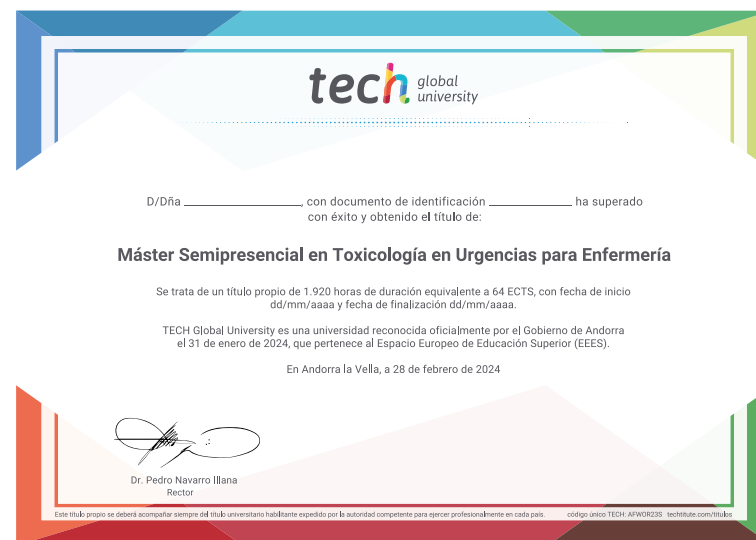 tech global university
D/Dña ____________________, con documento de identificación ______________ ha superado
con éxito y obtenido el título de:
Máster Semipresencial en Toxicología en Urgencias para Enfermería
Se trata de un título propio de 1.920 horas de duración equivalente a 64 ECTS, con fecha de inicio
dd/mm/aaaa y fecha de finalización dd/mm/aaaa.
TECH Global University es una universidad reconocida oficialmente por el Gobierno de Andorra
el 31 de enero de 2024, que pertenece al Espacio Europeo de Educación Superior (EEES).
En Andorra la Vella, a 28 de febrero de 2024
Dr. Pedro Navarro Illana
Rector
Este título propio se deberá acompañar siempre del título universitario habilitante expedido por la autoridad competente para ejercer profesionalmente en cada país. código único TECH: AFWOR23S techtitute.com/titulos